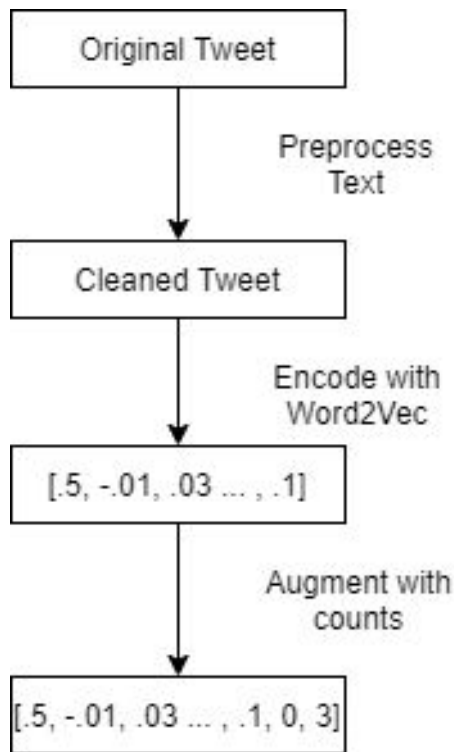 Original Tweet
Preprocess
Text
Cleaned Tweet
Encode with
Word2Vec
[.5, -.01, .03 ... , .1]
Augment with
counts
[.5, -.01, .03 ... , .1, 0, 3]